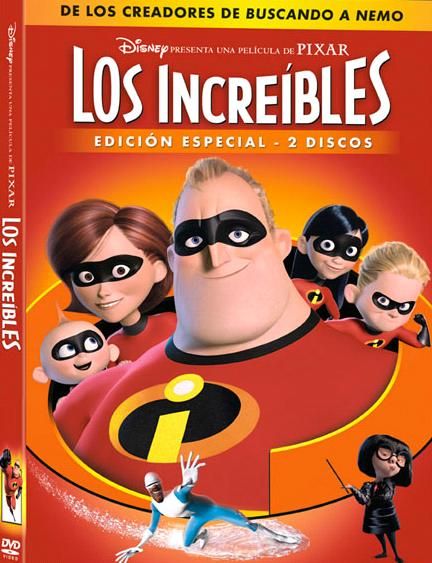 DE LOS CREADORES DE BUSCANDO A NEMO
Disney PRESENTA UNA PELÍCULA DE PIXAR
LOS INCREÍBLES
EDICIÓN ESPECIAL - 2 DISCOS
Disney PRESENTA UNA PELÍCULA DE PIXAR
LOS INCREÍBLES
DVD
VIDEO